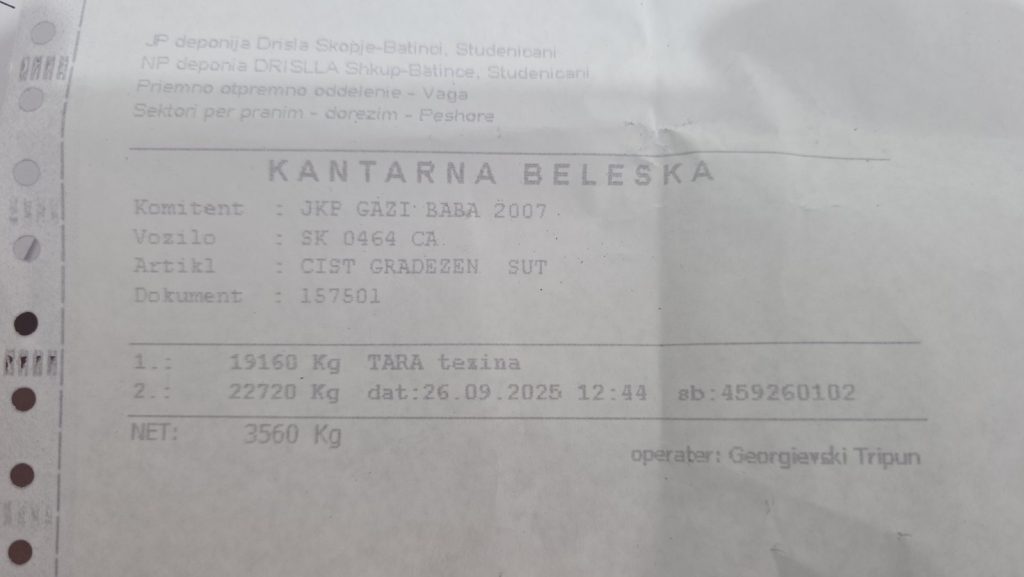 JP deponija Drisla Skopje-Batinci, Studenicani
NP deponia DRISLLA Shkup-Batince, Studenicani
Priemno otpremno oddelenie - Vaga
Sektori per pranim - dorezim - Peshore
KANTARNA BELESKA
Komitent : JKP GAZI BABA 2007
Vozilo : SK 0464 CA
Artikl : CIST GRADEZEN SUT
Dokument : 157501
1.: 19160 Kg TARA tezina
2.: 22720 Kg dat:26.09.2025 12:44 sb:459260102
NET: 3560 Kg
operater: Georgievski Tripun